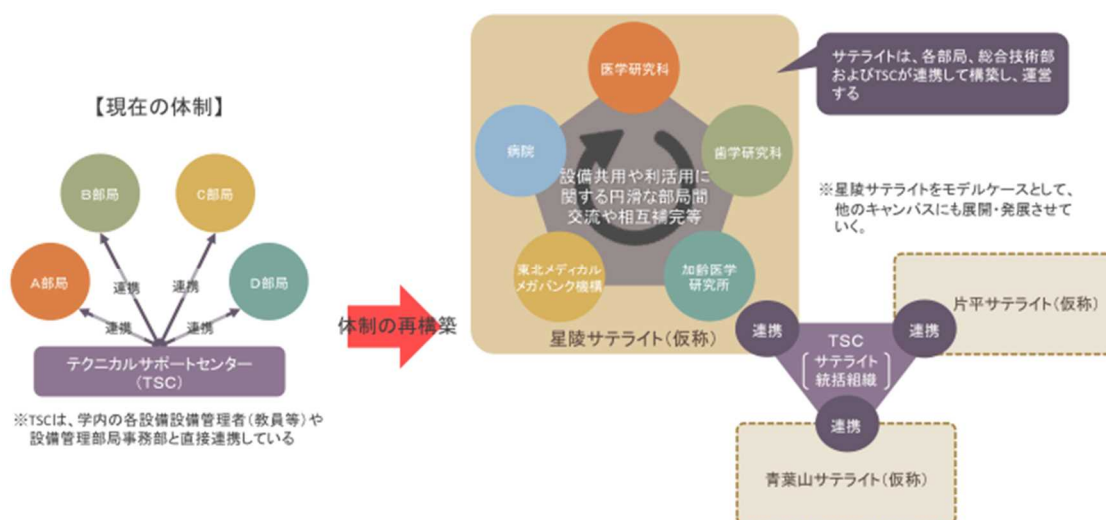 【現在の体制】
B部局
C部局
A部局
D部局
連携
連携
連携
連携
テクニカルサポートセンター
(TSC)
※TSCは、学内の各設備設備管理者(教員等)や
設備管理部局事務部と直接連携している
体制の再構築
医学研究科
病院
歯学研究科
設備共用や利活用に
関する円滑な部局間
交流や相互補完等
東北メディカル
メガバンク機構
加齢医学
研究所
星陵サテライト(仮称)
サテライトは、各部局、総合技術部
およびTSCが連携して構築し、運営
する
※星陵サテライトをモデルケースとして、
他のキャンパスにも展開・発展させて
いく。
片平サテライト(仮称)
連携
連携
TSC
サテライト
統括組織
連携
青葉山サテライト(仮称)